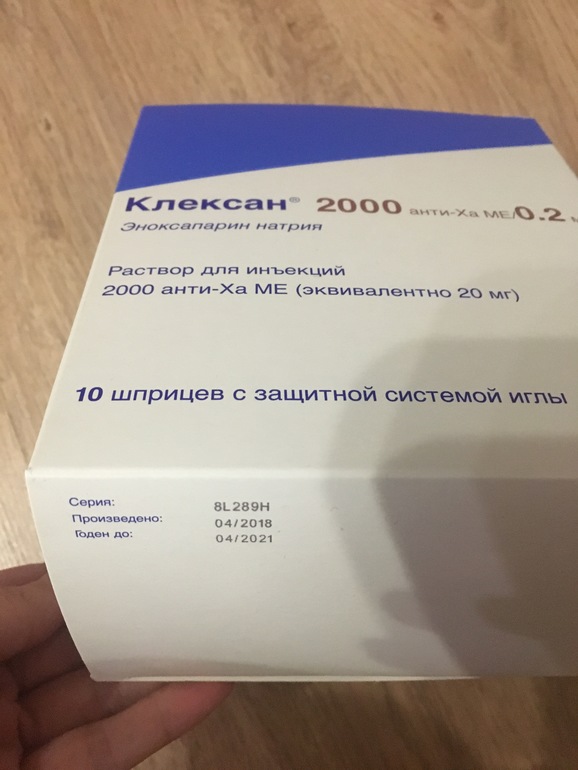 Клексан® 2000 анти-Ха МЕ/0.2
Эноксапарин натрия
Раствор для инъекций
2000 анти-Ха МЕ (эквивалентно 20 мг)
10 шприцев с защитной системой иглы
Серия: 8L289H
Произведено: 04/2018
Годен до: 04/2021